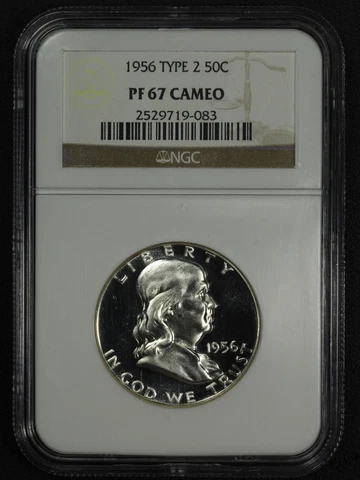 1956 TYPE 2 50C
PF 67 CAMEO
2529719-083
NGC
LIBERTY
1956
IN GOD WE TRUST